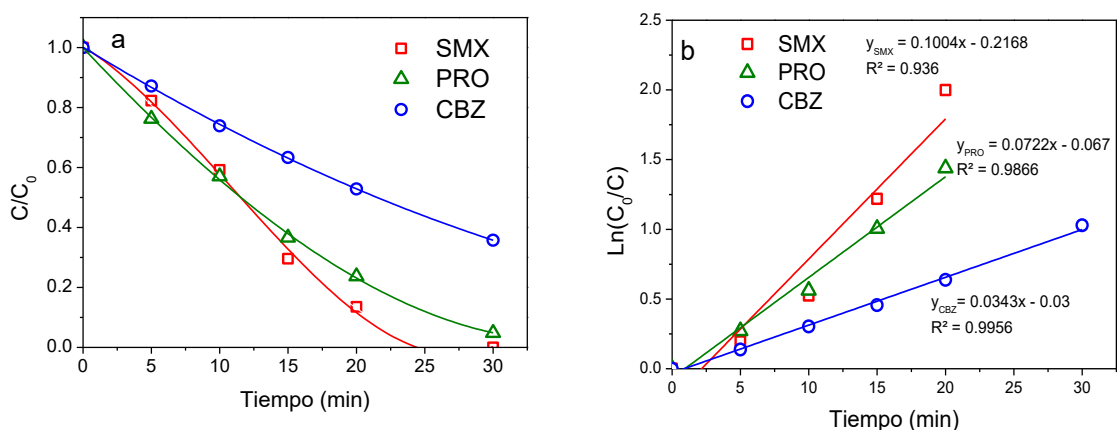 a
SMX
PRO
CBZ
1,0
0,8
0,6
0,4
0,2
0,0
C/C₀
0 5 10 15 20 25 30
Tiempo (min)
b
SMX
PRO
CBZ
y_SMX = 0.1004x - 0.2168
R² = 0.936
y_PRO = 0.0722x - 0.067
R² = 0.9866
y_CBZ = 0.0343x - 0.03
R² = 0.9956
2,5
2,0
1,5
1,0
0,5
0,0
Ln(C₀/C)
0 5 10 15 20 25 30
Tiempo (min)